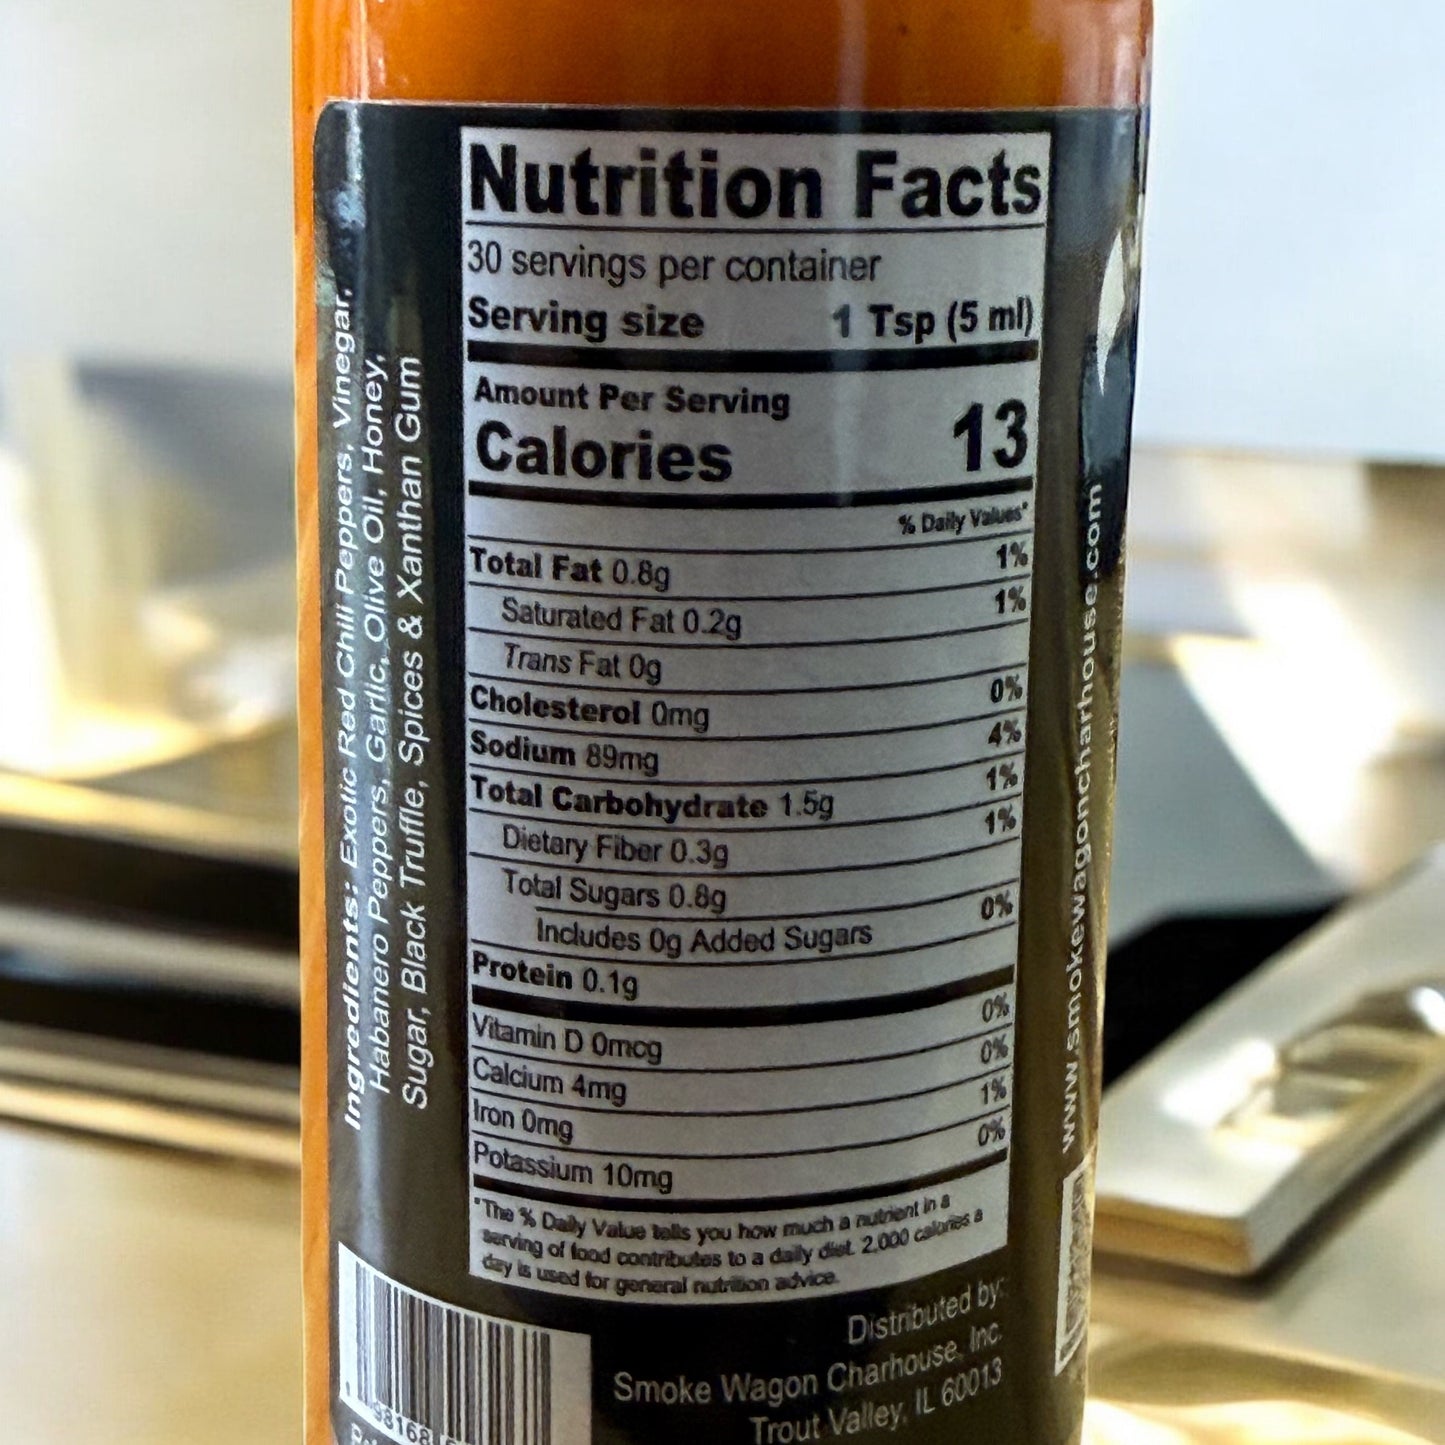 Nutrition Facts
30 servings per container
Serving size 1 Tsp (5 ml)
Amount Per Serving
Calories 13
% Daily Values*
Total Fat 0.8g 1%
Saturated Fat 0.2g 1%
Trans Fat 0g
Cholesterol 0mg 0%
Sodium 89mg 4%
Total Carbohydrate 1.5g 1%
Dietary Fiber 0.3g 1%
Total Sugars 0.8g
Includes 0g Added Sugars 0%
Protein 0.1g
Vitamin D 0mcg 0%
Calcium 4mg 0%
Iron 0mg 1%
Potassium 10mg 0%
*The % Daily Value tells you how much a nutrient in a
serving of food contributes to a daily diet. 2,000 calories a
day is used for general nutrition advice.
Ingredients: Exotic Red Chili Peppers, Vinegar,
Habanero Peppers, Garlic, Olive Oil, Honey,
Sugar, Black Truffle, Spices & Xanthan Gum
www.smokewagoncharhouse.com
Distributed by:
Smoke Wagon Charhouse, Inc.
Trout Valley, IL 60013
1 98168